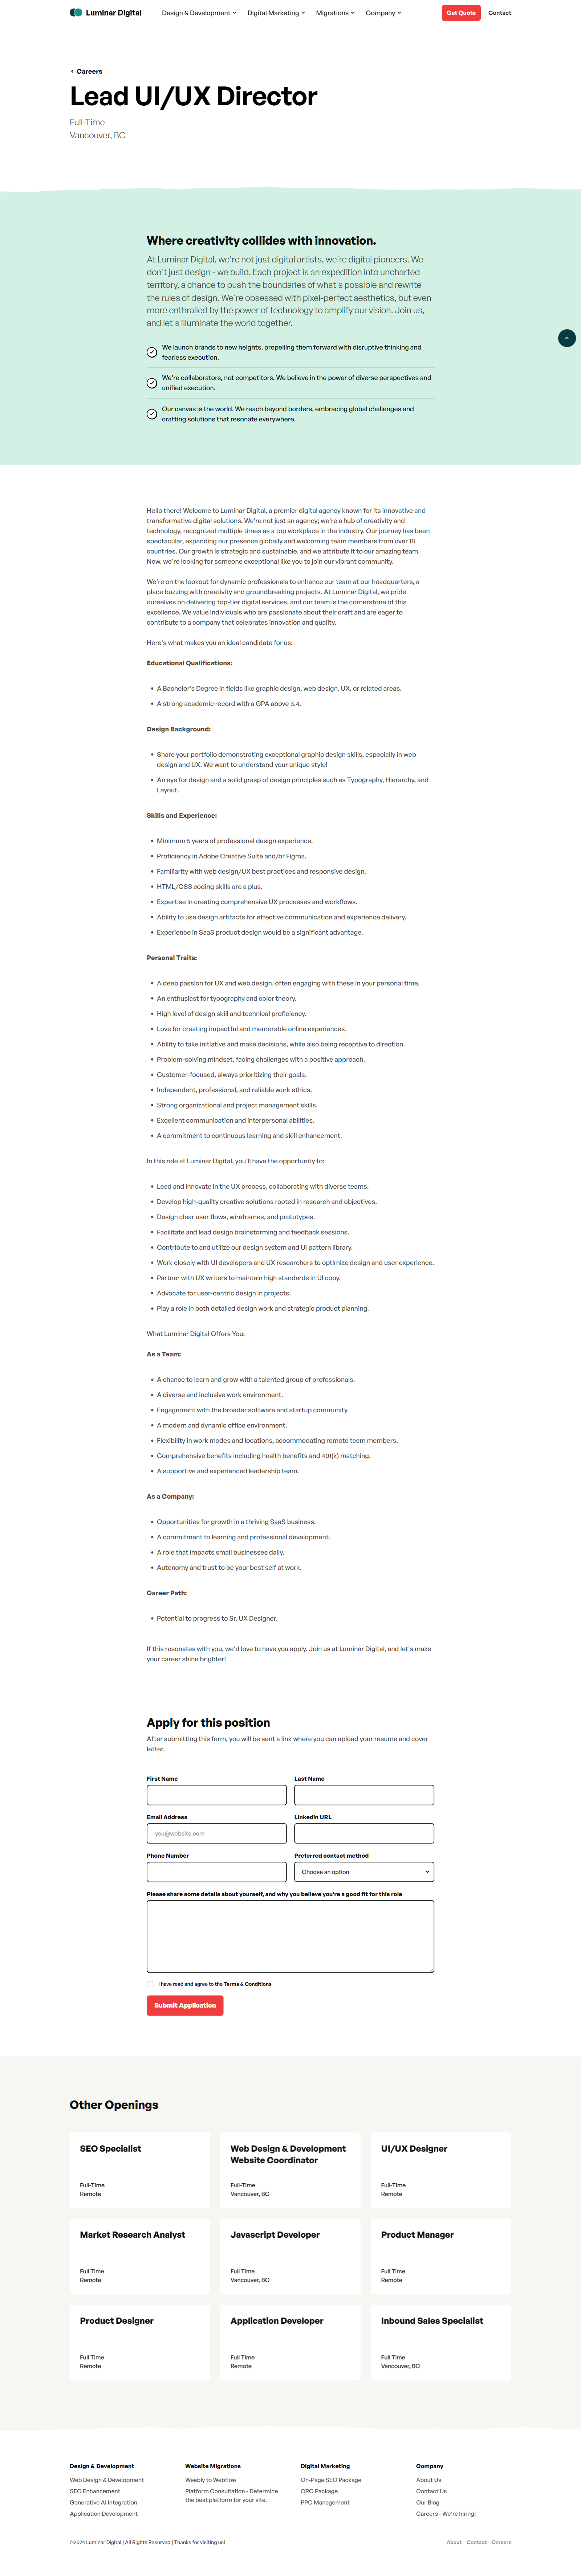 Luminar Digital
Design & Development
Digital Marketing
Migrations
Company
Get Quote
Contact
Careers
Lead UI/UX Director
Full-Time
Vancouver, BC
Where creativity collides with innovation.
At Luminar Digital, we're not just digital artists, we're digital pioneers. We
don't just design - we build. Each project is an expedition into uncharted
territory, a chance to push the boundaries of what's possible and rewrite
the rules of design. We're obsessed with pixel-perfect aesthetics, but even
more enthralled by the power of technology to amplify our vision. Join us,
and let's illuminate the world together.
We launch brands to new heights, propelling them forward with disruptive thinking and
fearless execution.
We're collaborators, not competitors. We believe in the power of diverse perspectives and
unified execution.
Our canvas is the world. We reach beyond borders, embracing global challenges and
crafting solutions that resonate everywhere.
Hello there! Welcome to Luminar Digital, a premier digital agency known for its innovative and
transformative digital solutions. We're not just an agency; we're a hub of creativity and
technology, recognized multiple times as a top workplace in the industry. Our journey has been
spectacular, expanding our presence globally and welcoming team members from over 18
countries. Our growth is strategic and sustainable, and we attribute it to our amazing team.
Now, we're looking for someone exceptional like you to join our vibrant community.
We're on the lookout for dynamic professionals to enhance our team at our headquarters, a
place buzzing with creativity and groundbreaking projects. At Luminar Digital, we pride
ourselves on delivering top-tier digital services, and our team is the cornerstone of this
excellence. We value individuals who are passionate about their craft and are eager to
contribute to a company that celebrates innovation and quality.
Here's what makes you an ideal candidate for us:
Educational Qualifications:
• A Bachelor's Degree in fields like graphic design, web design, UX, or related areas.
• A strong academic record with a GPA above 3.4.
Design Background:
• Share your portfolio demonstrating exceptional graphic design skills, especially in web
design and UX. We want to understand your unique style!
• An eye for design and a solid grasp of design principles such as Typography, Hierarchy, and
Layout.
Skills and Experience:
• Minimum 5 years of professional design experience.
• Proficiency in Adobe Creative Suite and/or Figma.
• Familiarity with web design/UX best practices and responsive design.
• HTML/CSS coding skills are a plus.
• Expertise in creating comprehensive UX processes and workflows.
• Ability to use design artifacts for effective communication and experience delivery.
• Experience in SaaS product design would be a significant advantage.
Personal Traits:
• A deep passion for UX and web design, often engaging with these in your personal time.
• An enthusiast for typography and color theory.
• High level of design skill and technical proficiency.
• Love for creating impactful and memorable online experiences.
• Ability to take initiative and make decisions, while also being receptive to direction.
• Problem-solving mindset, facing challenges with a positive approach.
• Customer-focused, always prioritizing their goals.
• Independent, professional, and reliable work ethics.
• Strong organizational and project management skills.
• Excellent communication and interpersonal abilities.
• A commitment to continuous learning and skill enhancement.
In this role at Luminar Digital, you'll have the opportunity to:
• Lead and innovate in the UX process, collaborating with diverse teams.
• Develop high-quality creative solutions rooted in research and objectives.
• Design clear user flows, wireframes, and prototypes.
• Facilitate and lead design brainstorming and feedback sessions.
• Contribute to and utilize our design system and UI pattern library.
• Work closely with UI developers and UX researchers to optimize design and user experience.
• Partner with UX writers to maintain high standards in UI copy.
• Advocate for user-centric design in projects.
• Play a role in both detailed design work and strategic product planning.
What Luminar Digital Offers You:
As a Team:
• A chance to learn and grow with a talented group of professionals.
• A diverse and inclusive work environment.
• Engagement with the broader software and startup community.
• A modern and dynamic office environment.
• Flexibility in work modes and locations, accommodating remote team members.
• Comprehensive benefits including health benefits and 401(k) matching.
• A supportive and experienced leadership team.
As a Company:
• Opportunities for growth in a thriving SaaS business.
• A commitment to learning and professional development.
• A role that impacts small businesses daily.
• Autonomy and trust to be your best self at work.
Career Path:
• Potential to progress to Sr. UX Designer.
If this resonates with you, we'd love to have you apply. Join us at Luminar Digital, and let's make
your career shine brighter!
Apply for this position
After submitting this form, you will be sent a link where you can upload your resume and cover
letter.
First Name
Last Name
Email Address
LinkedIn URL
you@website.com
Phone Number
Preferred contact method
Choose an option
Please share some details about yourself, and why you believe you're a good fit for this role
I have read and agree to the Terms & Conditions
Submit Application
Other Openings
SEO Specialist
Full-Time
Remote
Web Design & Development
Website Coordinator
Full-Time
Vancouver, BC
UI/UX Designer
Full-Time
Remote
Market Research Analyst
Full Time
Remote
Javascript Developer
Full Time
Vancouver, BC
Product Manager
Full Time
Remote
Product Designer
Full Time
Remote
Application Developer
Full Time
Remote
Inbound Sales Specialist
Full Time
Vancouver, BC
Design & Development
Web Design & Development
SEO Enhancement
Generative AI Integration
Application Development
Website Migrations
Weebly to Webflow
Platform Consultation - Determine
the best platform for your site.
Digital Marketing
On-Page SEO Package
CRO Package
PPC Management
Company
About Us
Contact Us
Our Blog
Careers - We're hiring!
©2024 Luminar Digital | All Rights Reserved | Thanks for visiting us!
About
Contact
Careers